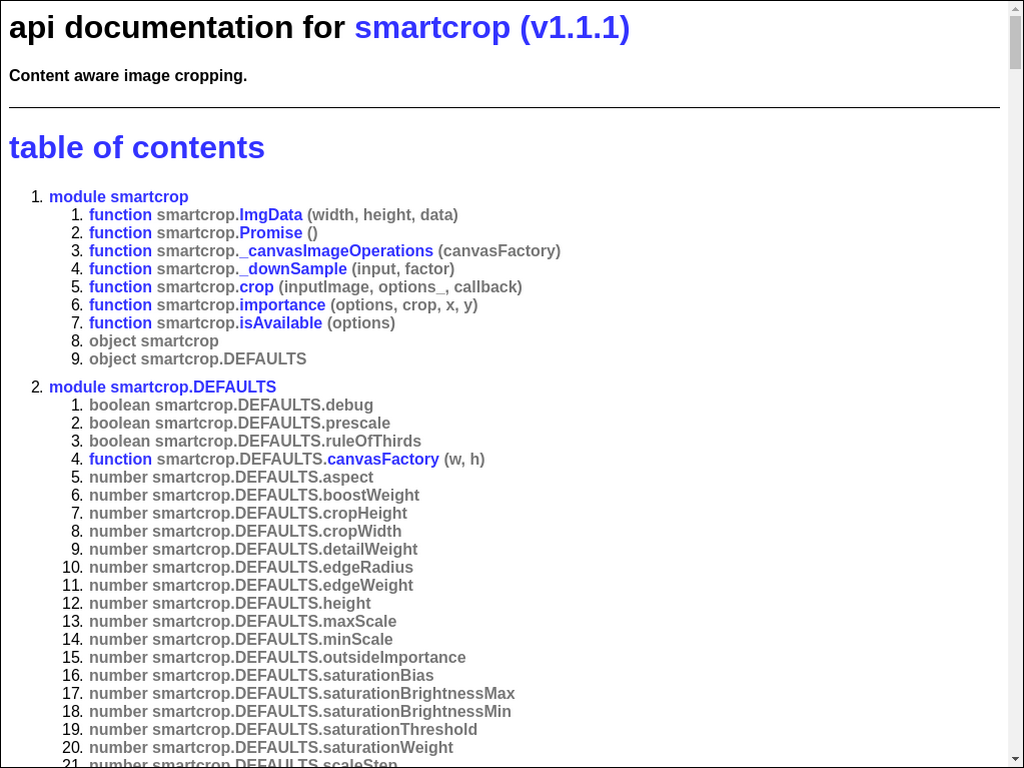 api documentation for smartcrop (v1.1.1)
Content aware image cropping.
table of contents
1. module smartcrop
1. function smartcrop.ImgData (width, height, data)
2. function smartcrop.Promise ()
3. function smartcrop._canvasImageOperations (canvasFactory)
4. function smartcrop._downSample (input, factor)
5. function smartcrop.crop (inputImage, options_, callback)
6. function smartcrop.importance (options, crop, x, y)
7. function smartcrop.isAvailable (options)
8. object smartcrop
9. object smartcrop.DEFAULTS
2. module smartcrop.DEFAULTS
1. boolean smartcrop.DEFAULTS.debug
2. boolean smartcrop.DEFAULTS.prescale
3. boolean smartcrop.DEFAULTS.ruleOfThirds
4. function smartcrop.DEFAULTS.canvasFactory (w, h)
5. number smartcrop.DEFAULTS.aspect
6. number smartcrop.DEFAULTS.boostWeight
7. number smartcrop.DEFAULTS.cropHeight
8. number smartcrop.DEFAULTS.cropWidth
9. number smartcrop.DEFAULTS.detailWeight
10. number smartcrop.DEFAULTS.edgeRadius
11. number smartcrop.DEFAULTS.edgeWeight
12. number smartcrop.DEFAULTS.height
13. number smartcrop.DEFAULTS.maxScale
14. number smartcrop.DEFAULTS.minScale
15. number smartcrop.DEFAULTS.outsideImportance
16. number smartcrop.DEFAULTS.saturationBias
17. number smartcrop.DEFAULTS.saturationBrightnessMax
18. number smartcrop.DEFAULTS.saturationBrightnessMin
19. number smartcrop.DEFAULTS.saturationThreshold
20. number smartcrop.DEFAULTS.saturationWeight
21. number smartcrop.DEFAULTS.scaleStep